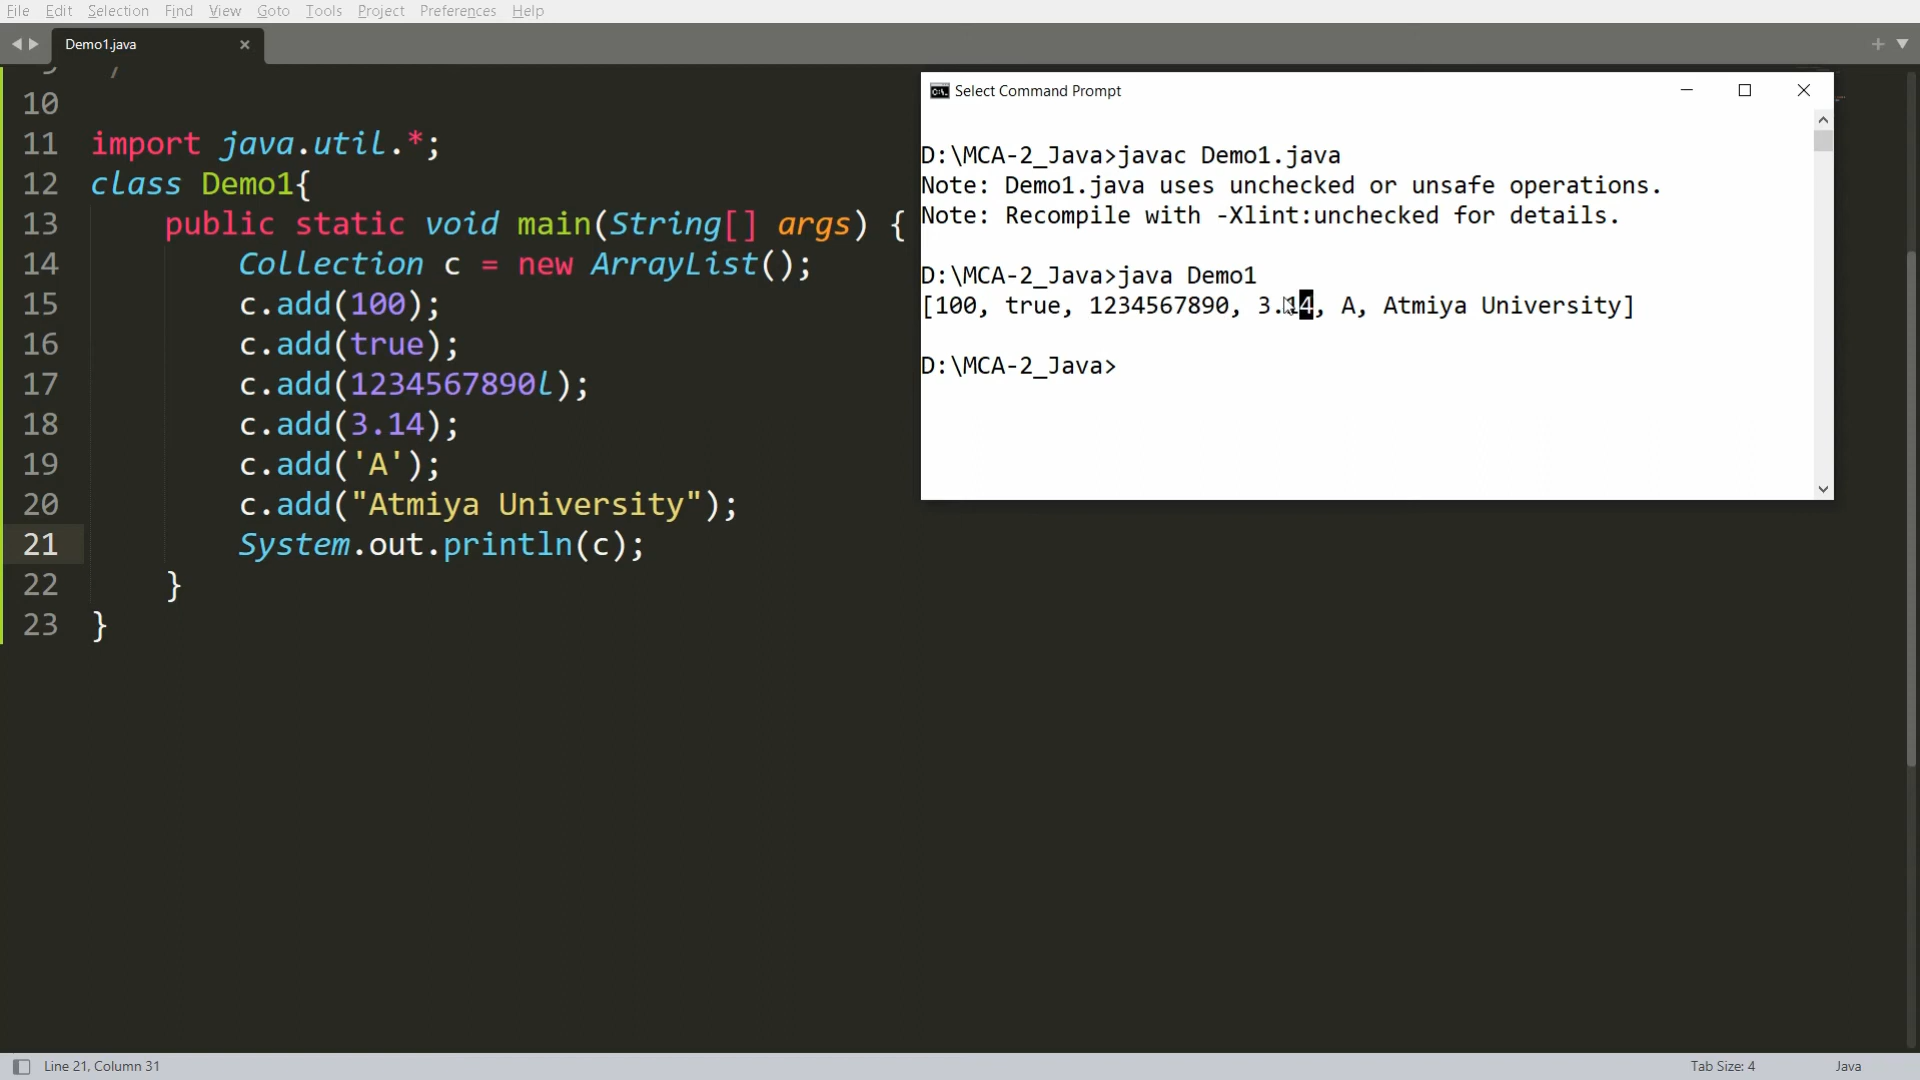 File Edit Selection Find View Goto Tools Project Preferences Help
Demo1.java
10
11 import java.util.*;
12 class Demo1{
13 public static void main(String[] args) {
14 Collection c = new ArrayList();
15 c.add(100);
16 c.add(true);
17 c.add(1234567890l);
18 c.add(3.14);
19 c.add('A');
20 c.add("Atmiya University");
21 System.out.println(c);
22 }
23 }
Select Command Prompt
D:\MCA-2_Java>javac Demo1.java
Note: Demo1.java uses unchecked or unsafe operations.
Note: Recompile with -Xlint:unchecked for details.
D:\MCA-2_Java>java Demo1
[100, true, 1234567890, 3.14, A, Atmiya University]
D:\MCA-2_Java>
Line 21, Column 31
Tab Size: 4
Java